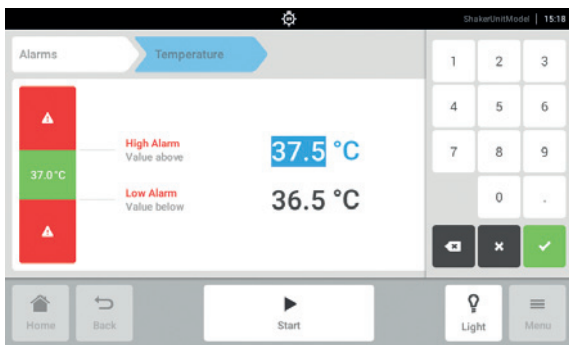 ShakerUnitModel | 15:18
Alarms
Temperature
37.0°C
High Alarm
Value above
37.5 °C
Low Alarm
Value below
36.5 °C
1 2 3
4 5 6
7 8 9
0 .
Home
Back
Start
Light
Menu